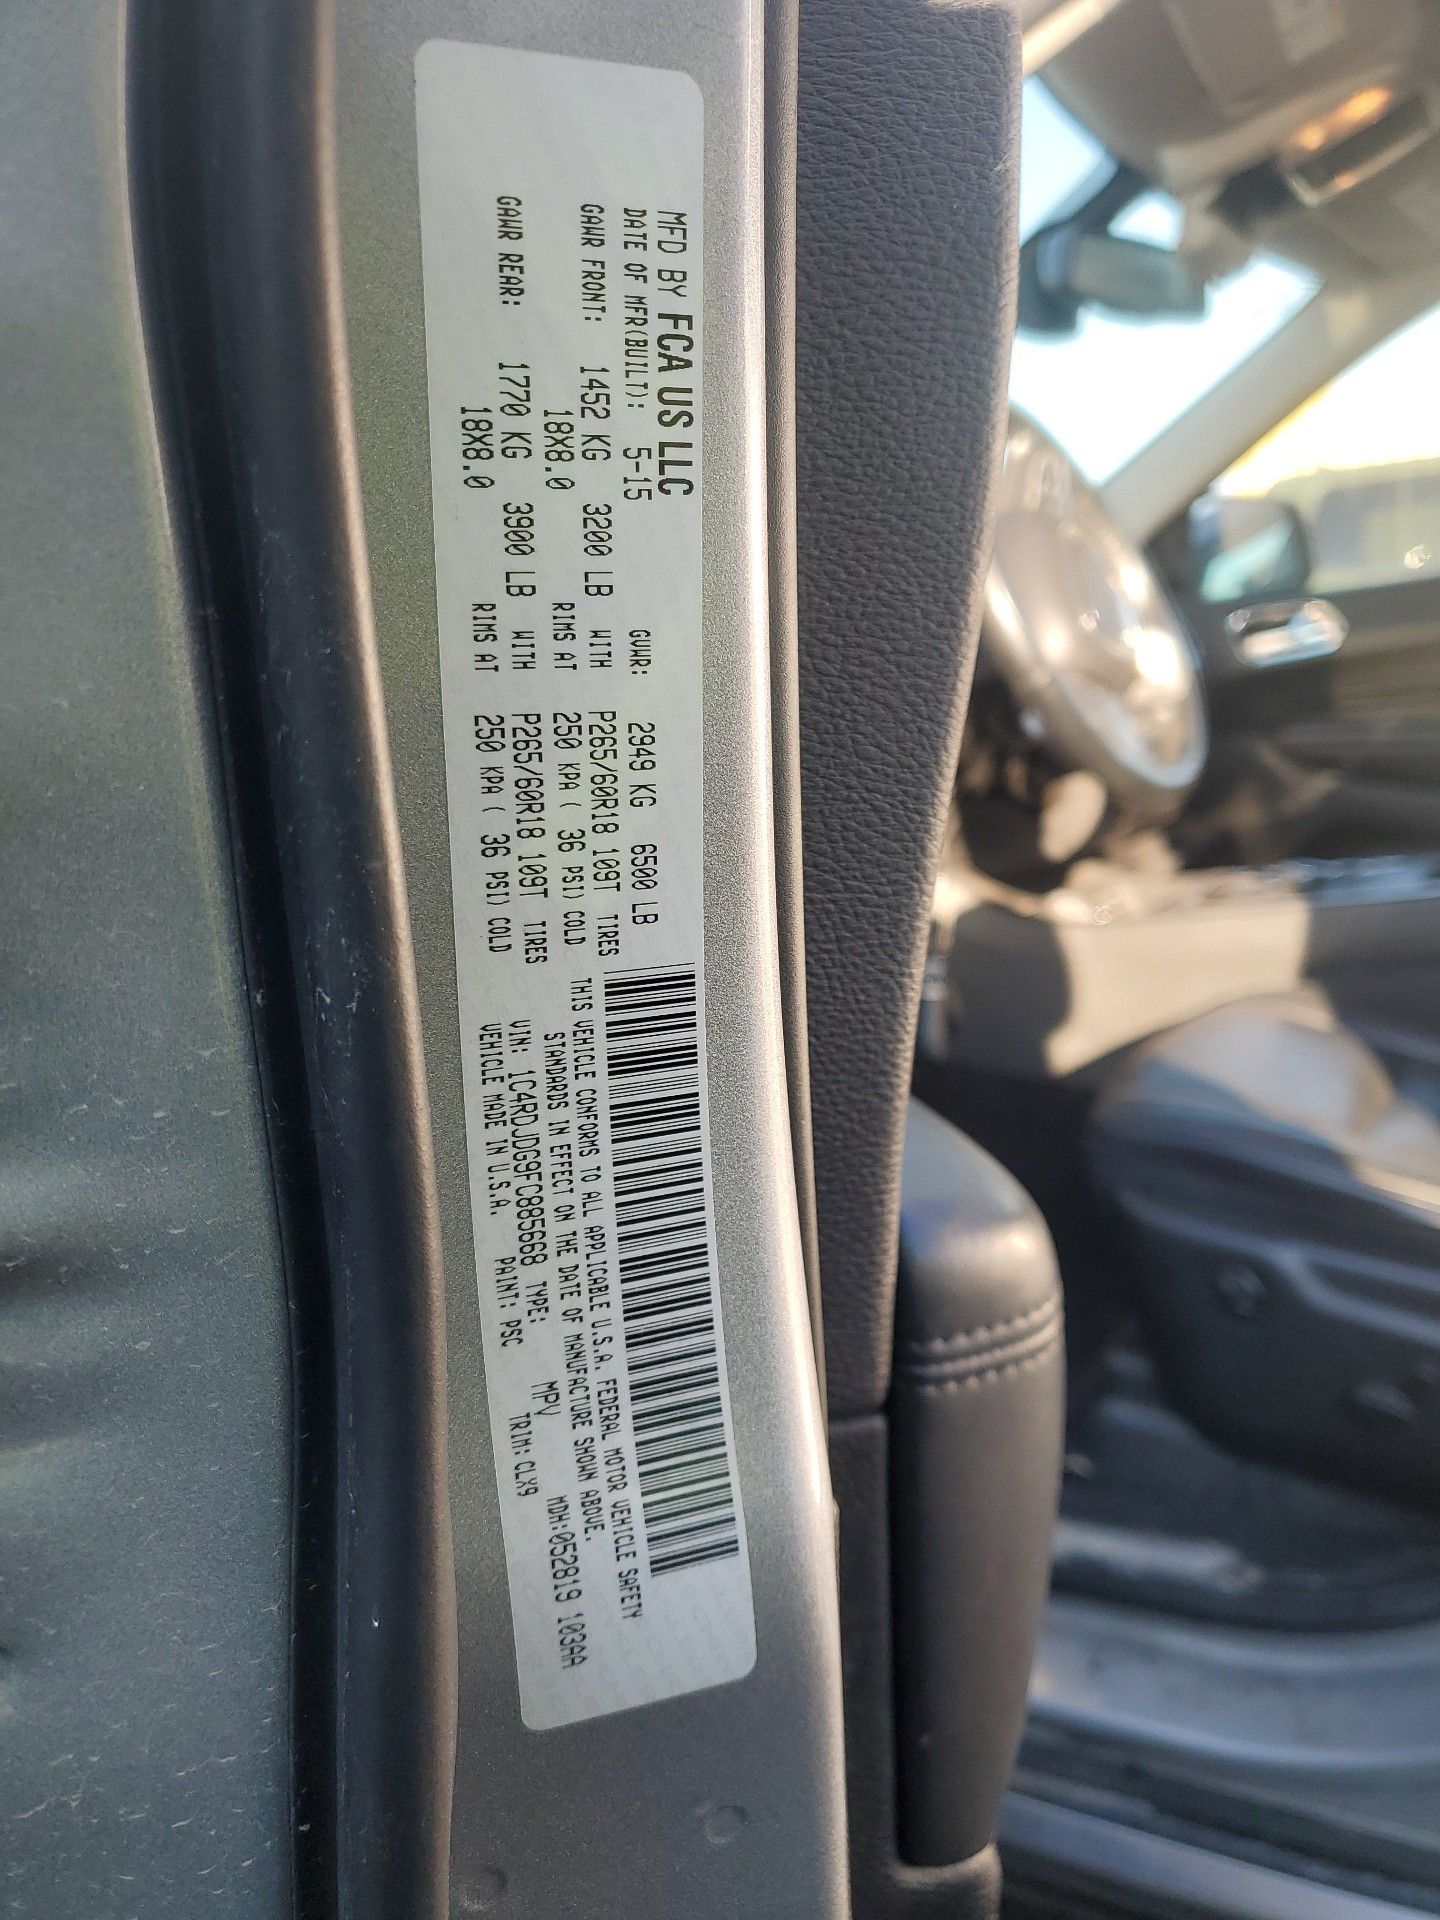 MFD BY FCA US LLC
DATE OF MFR(BUILT): 5-15 GVWR: 2949 KG 6500 LB
GAWR FRONT: 1452 KG 3200 LB WITH P265/60R18 109T TIRES
18X8.0 RIMS AT 250 KPA ( 36 PSI) COLD
GAWR REAR: 1770 KG 3900 LB WITH P265/60R18 109T TIRES
18X8.0 RIMS AT 250 KPA ( 36 PSI) COLD
THIS VEHICLE CONFORMS TO ALL APPLICABLE U.S.A. FEDERAL MOTOR VEHICLE SAFETY
STANDARDS IN EFFECT ON THE DATE OF MANUFACTURE SHOWN ABOVE.
VIN: 1C4RDJDG9FC885668 TYPE: MPV MDH:052819 103AA
VEHICLE MADE IN U.S.A. PAINT: PSC TRIM: CLX9